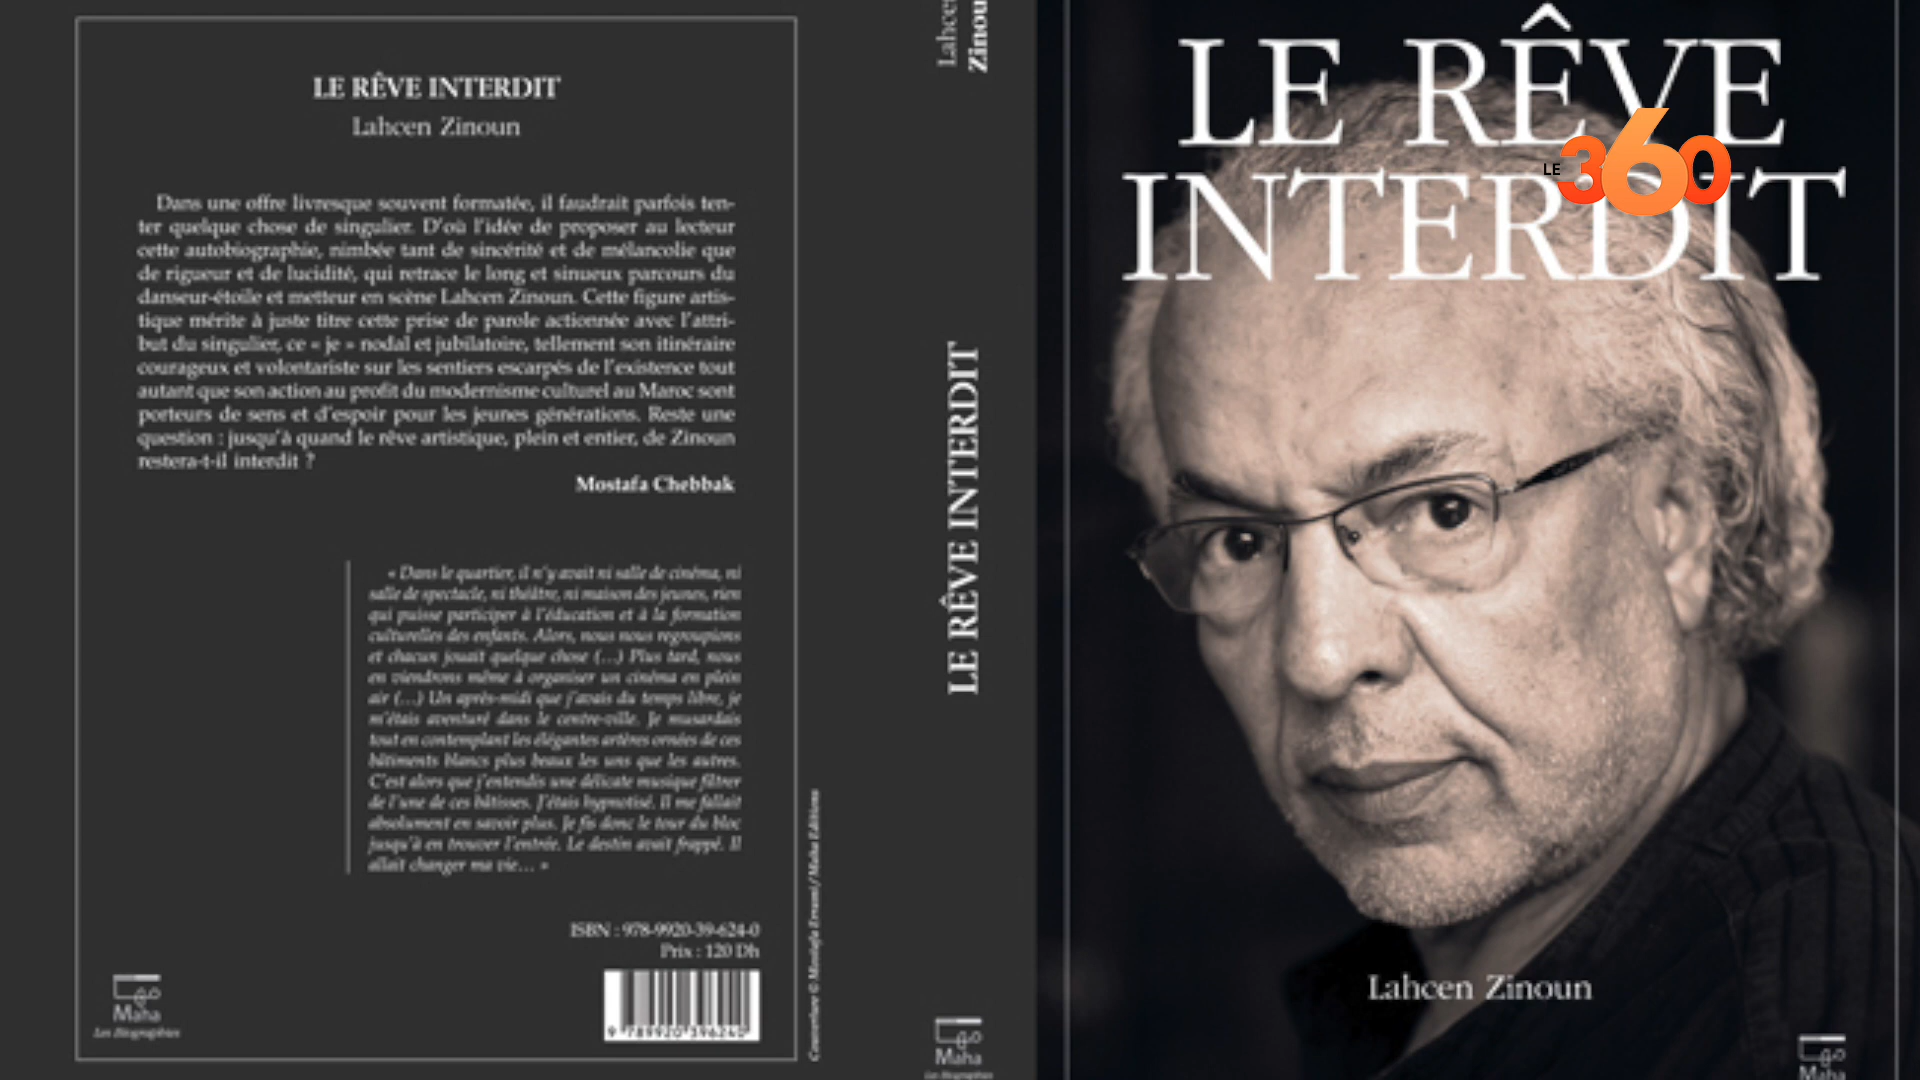 LE RÊVE INTERDIT
Lahcen Zinoun
Dans une offre livresque souvent formatée, il faudrait parfois ten-
ter quelque chose de singulier. D'où l'idée de proposer au lecteur
cette autobiographie, nimbée tant de sincérité et de mélancolie que
de rigueur et de lucidité, qui retrace le long et sinueux parcours du
danseur-étoile et metteur en scène Lahcen Zinoun. Cette figure artis-
tique mérite à juste titre cette prise de parole actionnée avec l'attri-
but du singulier, ce « je » nodal et jubilatoire, tellement son itinéraire
courageux et volontariste sur les sentiers escarpés de l'existence tout
autant que son action au profit du modernisme culturel au Maroc sont
porteurs de sens et d'espoir pour les jeunes générations. Reste une
question : jusqu'à quand le rêve artistique, plein et entier, de Zinoun
restera-t-il interdit ?
Mostafa Chebbak
« Dans le quartier, il n'y avait ni salle de cinéma, ni
salle de spectacle, ni théâtre, ni maison des jeunes, rien
qui puisse participer à l'éducation et à la formation
culturelles des enfants. Alors, nous nous regroupions
et chacun jouait quelque chose (...) Plus tard, nous
en viendrons même à organiser un cinéma en plein
air (...) Un après-midi que j'avais du temps libre, je
m'étais aventuré dans le centre-ville. Je musardais
tout en contemplant les élégantes artères ornées de ces
bâtiments blancs plus beaux les uns que les autres.
C'est alors que j'entendis une délicate musique filtrer
de l'une de ces bâtisses. J'étais hypnotisé. Il me fallait
absolument en savoir plus. Je fis donc le tour du bloc
jusqu'à en trouver l'entrée. Le destin avait frappé. Il
allait changer ma vie... »
ISBN : 978-9920-39-624-0
Prix : 120 Dh
9 789920 396240
Maha
Les Biographies
Couverture © Mostafa Errami / Maha Editions
Lahcen
Zinoun
LE RÊVE INTERDIT
Maha
Les Biographies
LE RÊVE
INTERDIT
LE 360
Lahcen Zinoun
Maha